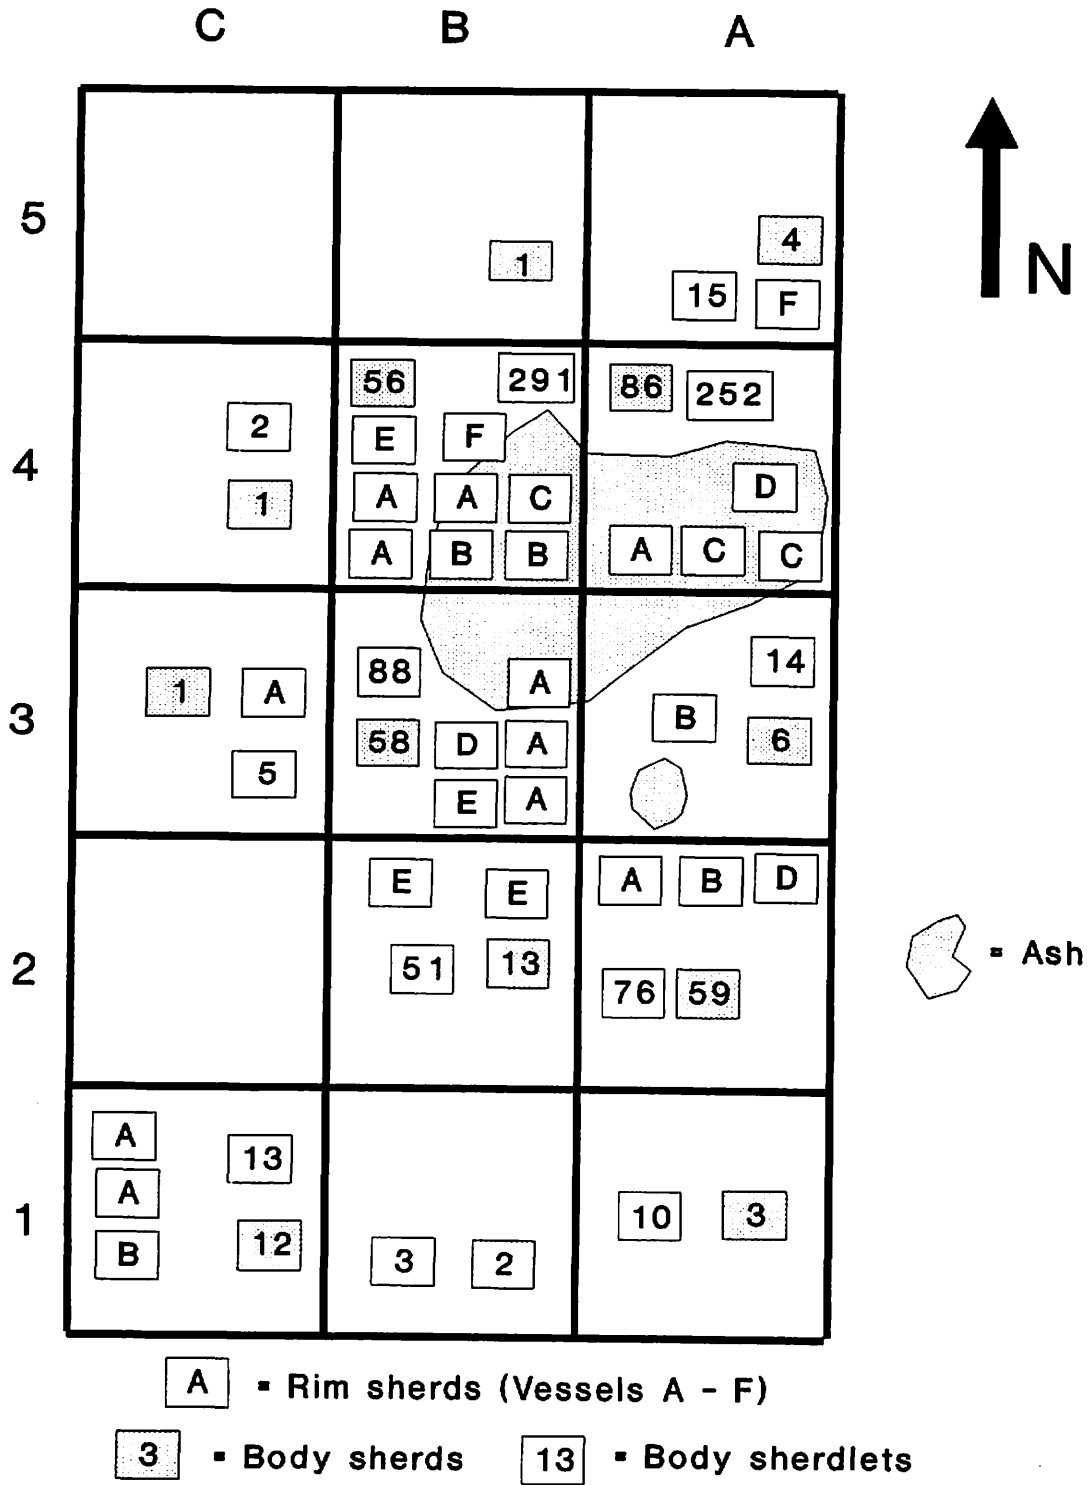 C B A
5
1
4
15 F
N
4
56 291
E F
A A C
A B B
86 252
D
A C C
2
1
3
1 A
5
88 A
58 D A
E A
14
B 6
2
E E
51 13
A B D
76 59
= Ash
1
A 13
A
B 12
3 2
10 3
A = Rim sherds (Vessels A - F)
3 = Body sherds 13 = Body sherdlets